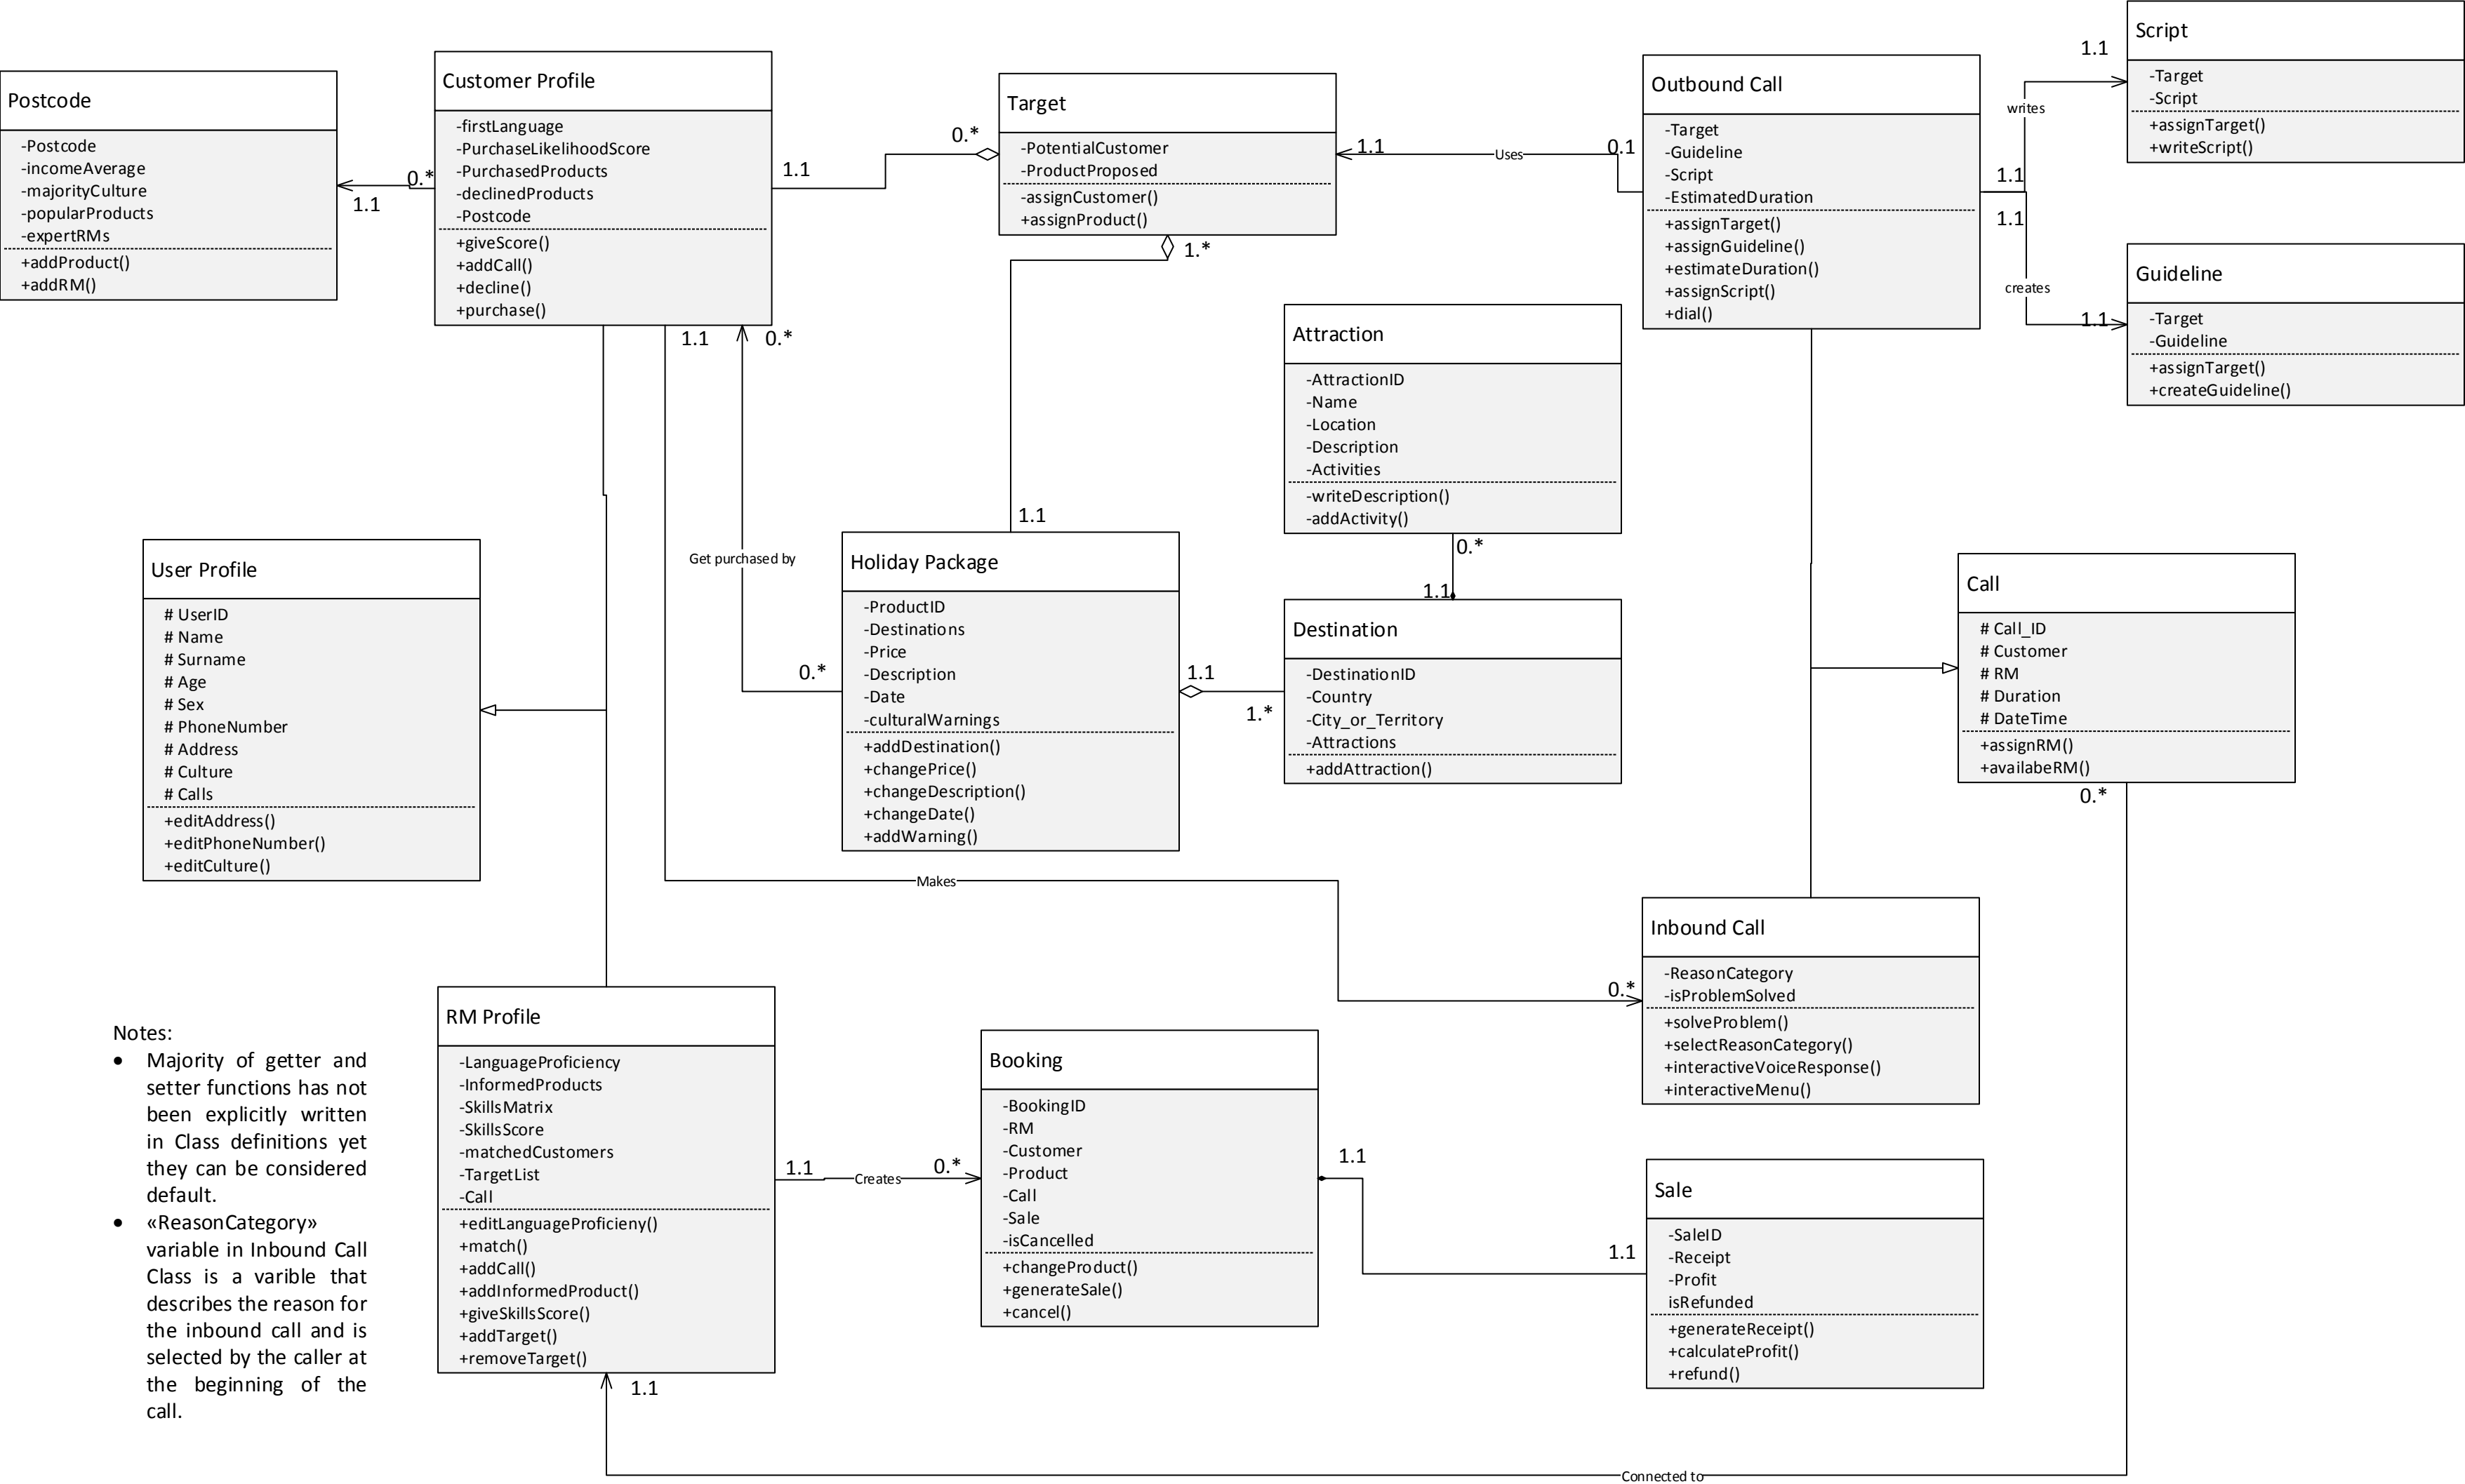 Postcode
-Postcode
-incomeAverage
-majorityCulture
-popularProducts
-expertRMs
+addProduct()
+addRM()
1.1
0.*
Customer Profile
-firstLanguage
-PurchaseLikelihoodScore
-PurchasedProducts
-declinedProducts
-Postcode
+giveScore()
+addCall()
+decline()
+purchase()
1.1
0.*
1.1
0.*
Target
-PotentialCustomer
-ProductProposed
-assignCustomer()
+assignProduct()
1.*
1.1
Uses
0.1
Outbound Call
-Target
-Guideline
-Script
-EstimatedDuration
+assignTarget()
+assignGuideline()
+estimateDuration()
+assignScript()
+dial()
1.1
writes
1.1
1.1
creates
1.1
Script
-Target
-Script
+assignTarget()
+writeScript()
Guideline
-Target
-Guideline
+assignTarget()
+createGuideline()
Attraction
-AttractionID
-Name
-Location
-Description
-Activities
-writeDescription()
-addActivity()
0.*
1.1
User Profile
# UserID
# Name
# Surname
# Age
# Sex
# PhoneNumber
# Address
# Culture
# Calls
+editAddress()
+editPhoneNumber()
+editCulture()
Get purchased by
0.*
1.1
Holiday Package
-ProductID
-Destinations
-Price
-Description
-Date
-culturalWarnings
+addDestination()
+changePrice()
+changeDescription()
+changeDate()
+addWarning()
1.1
1.*
Destination
-DestinationID
-Country
-City_or_Territory
-Attractions
+addAttraction()
Call
# Call_ID
# Customer
# RM
# Duration
# DateTime
+assignRM()
+availabeRM()
0.*
Makes
0.*
Inbound Call
-ReasonCategory
-isProblemSolved
+solveProblem()
+selectReasonCategory()
+interactiveVoiceResponse()
+interactiveMenu()
Notes:
• Majority of getter and
setter functions has not
been explicitly written
in Class definitions yet
they can be considered
default.
• «ReasonCategory»
variable in Inbound Call
Class is a varible that
describes the reason for
the inbound call and is
selected by the caller at
the beginning of the
call.
RM Profile
-LanguageProficiency
-InformedProducts
-SkillsMatrix
-SkillsScore
-matchedCustomers
-TargetList
-Call
+editLanguageProficieny()
+match()
+addCall()
+addInformedProduct()
+giveSkillsScore()
+addTarget()
+removeTarget()
1.1
1.1
Creates
0.*
Booking
-BookingID
-RM
-Customer
-Product
-Call
-Sale
-isCancelled
+changeProduct()
+generateSale()
+cancel()
1.1
1.1
Sale
-SaleID
-Receipt
-Profit
isRefunded
+generateReceipt()
+calculateProfit()
+refund()
Connected to